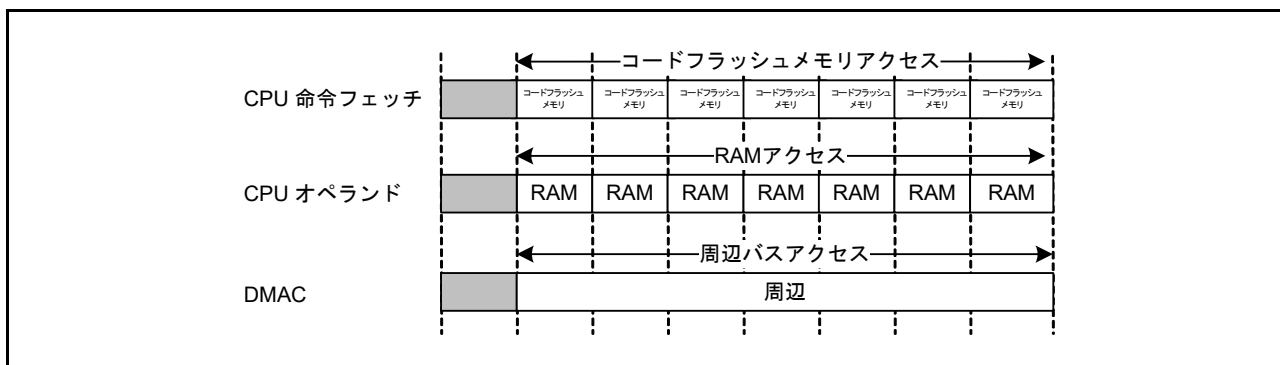 コードフラッシュメモリアクセス
CPU 命令フェッチ
コードフラッシュ
メモリ
コードフラッシュ
メモリ
コードフラッシュ
メモリ
コードフラッシュ
メモリ
コードフラッシュ
メモリ
コードフラッシュ
メモリ
コードフラッシュ
メモリ
RAMアクセス
CPU オペランド
RAM RAM RAM RAM RAM RAM RAM
周辺バスアクセス
DMAC
周辺